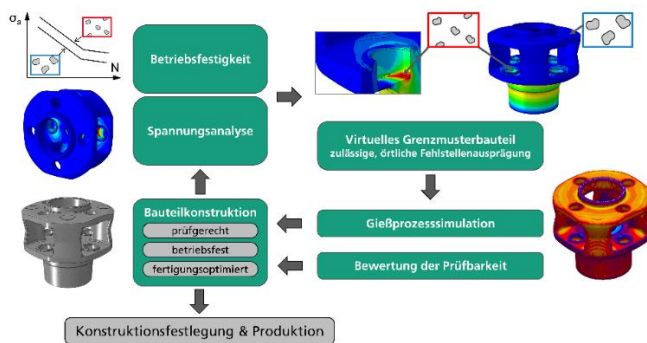 σa
N
Betriebsfestigkeit
Spannungsanalyse
Virtuelles Grenzmusterbauteil
zulässige, örtliche Fehlstellenausprägung
Bauteilkonstruktion
prüfgerecht
betriebsfest
fertigungsoptimiert
Gießprozesssimulation
Bewertung der Prüfbarkeit
Konstruktionsfestlegung & Produktion